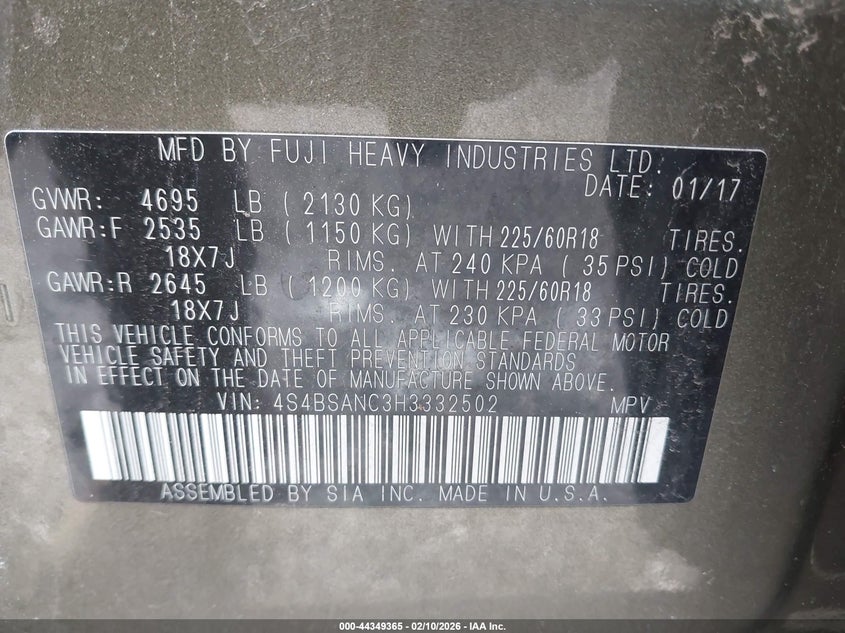 MFD BY FUJI HEAVY INDUSTRIES LTD.
DATE: 01/17
GVWR: 4695 LB ( 2130 KG)
GAWR:F 2535 LB ( 1150 KG) WITH 225/60R18 TIRES.
18X7J RIMS. AT 240 KPA ( 35 PSI) COLD
GAWR:R 2645 LB ( 1200 KG) WITH 225/60R18 TIRES.
18X7J RIMS. AT 230 KPA ( 33 PSI) COLD
THIS VEHICLE CONFORMS TO ALL APPLICABLE FEDERAL MOTOR
VEHICLE SAFETY AND THEFT PREVENTION STANDARDS
IN EFFECT ON THE DATE OF MANUFACTURE SHOWN ABOVE.
VIN: 4S4BSANC3H3332502 MPV
ASSEMBLED BY SIA INC. MADE IN U.S.A.
000-44349365 - 02/10/2026 - IAA Inc.